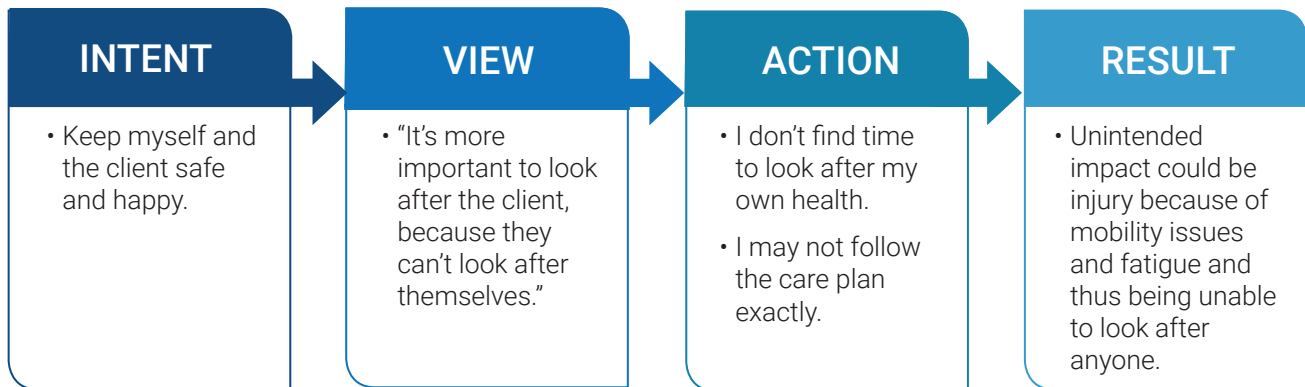 INTENT
• Keep myself and
the client safe
and happy.
VIEW
• “It’s more
important to look
after the client,
because they
can’t look after
themselves.”
ACTION
• I don’t find time
to look after my
own health.
• I may not follow
the care plan
exactly.
RESULT
• Unintended
impact could be
injury because of
mobility issues
and fatigue and
thus being unable
to look after
anyone.